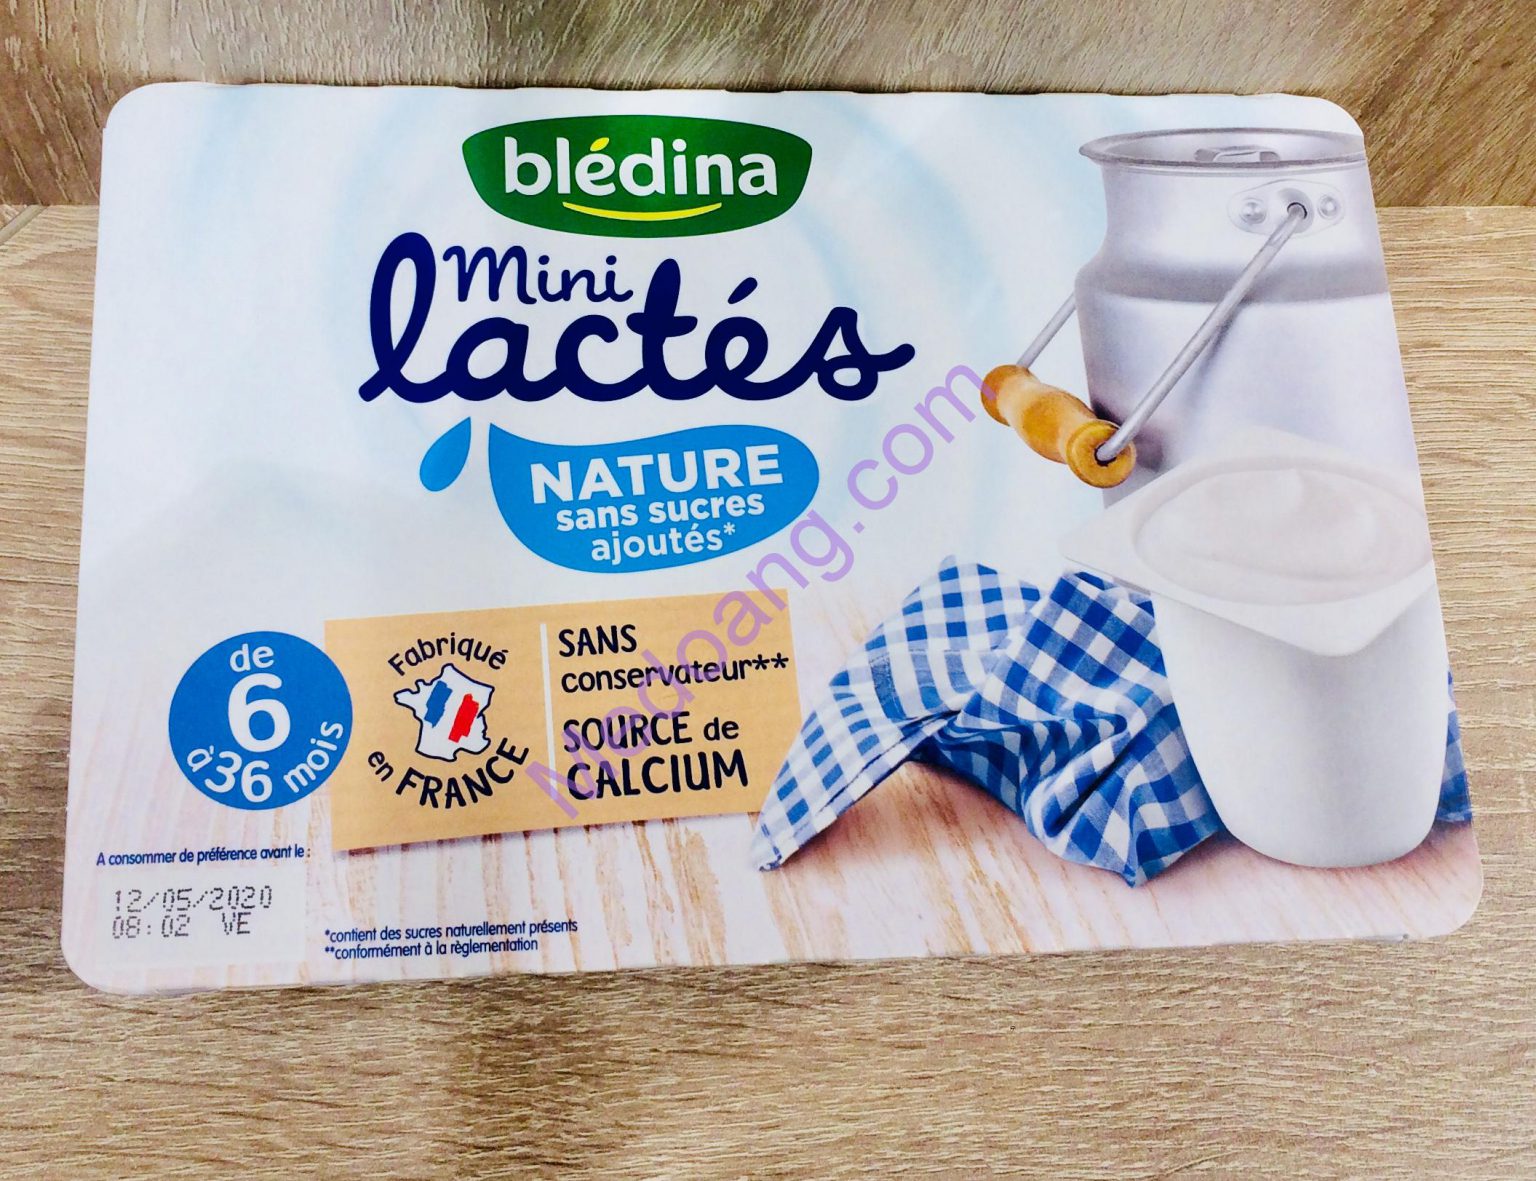 blédina
Mini
lactés
NATURE
sans sucres
ajoutés*
de
6
à 36 mois
Fabriqué
en FRANCE
SANS
conservateur**
SOURCE de
CALCIUM
A consommer de préférence avant le :
12/05/2020
08:02 VE
*contient des sucres naturellement présents
**conformément à la règlementation
Modoang.com